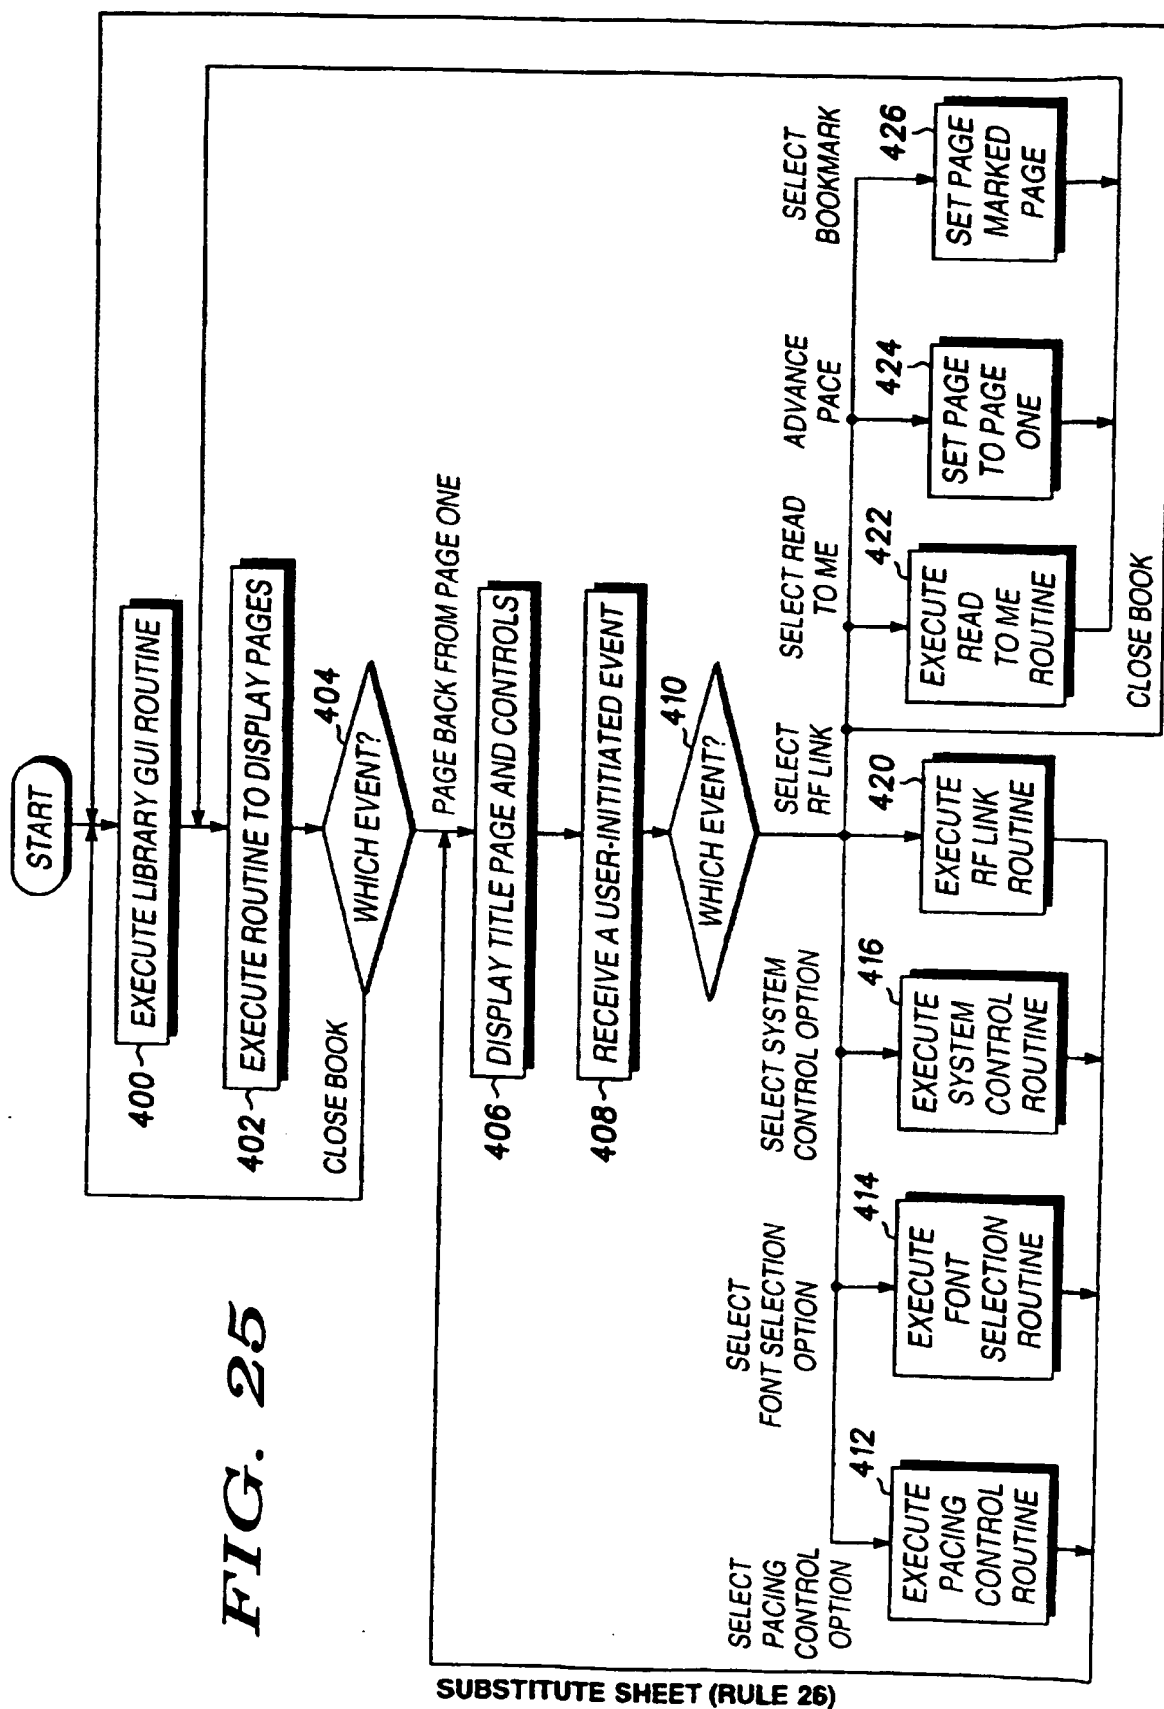 START
400
EXECUTE LIBRARY GUI ROUTINE
402
EXECUTE ROUTINE TO DISPLAY PAGES
404
WHICH EVENT?
CLOSE BOOK
PAGE BACK FROM PAGE ONE
406
DISPLAY TITLE PAGE AND CONTROLS
408
RECEIVE A USER-INITIATED EVENT
410
WHICH EVENT?
SELECT
PACING
CONTROL
OPTION
412
EXECUTE
PACING
CONTROL
ROUTINE
SELECT
FONT SELECTION
OPTION
414
EXECUTE
FONT
SELECTION
ROUTINE
SELECT SYSTEM
CONTROL OPTION
416
EXECUTE
SYSTEM
CONTROL
ROUTINE
SELECT
RF LINK
420
EXECUTE
RF LINK
ROUTINE
SELECT READ
TO ME
422
EXECUTE
READ
TO ME
ROUTINE
ADVANCE
PACE
424
SET PAGE
TO PAGE
ONE
SELECT
BOOKMARK
426
SET PAGE
MARKED
PAGE
CLOSE BOOK
FIG. 25
SUBSTITUTE SHEET (RULE 26)